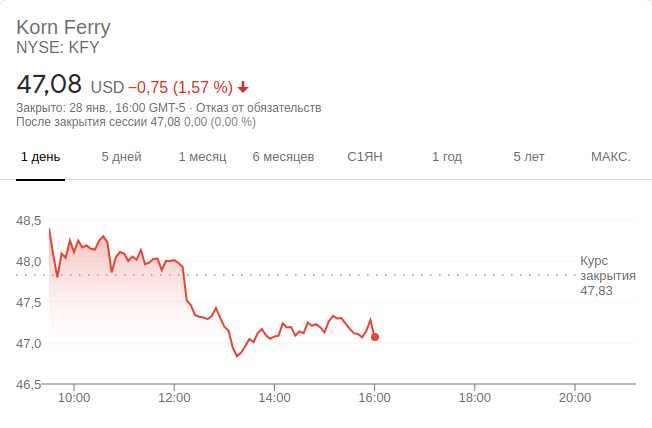 Korn Ferry
NYSE: KFY
47,08 USD −0,75 (1,57 %)
Закрыто: 28 янв., 16:00 GMT-5 · Отказ от обязательств
После закрытия сессии 47,08 0,00 (0,00 %)
1 день 5 дней 1 месяц 6 месяцев С1ЯН 1 год 5 лет МАКС.
48,5
48,0
Курс
закрытия
47,83
47,5
47,0
46,5
10:00 12:00 14:00 16:00 18:00 20:00